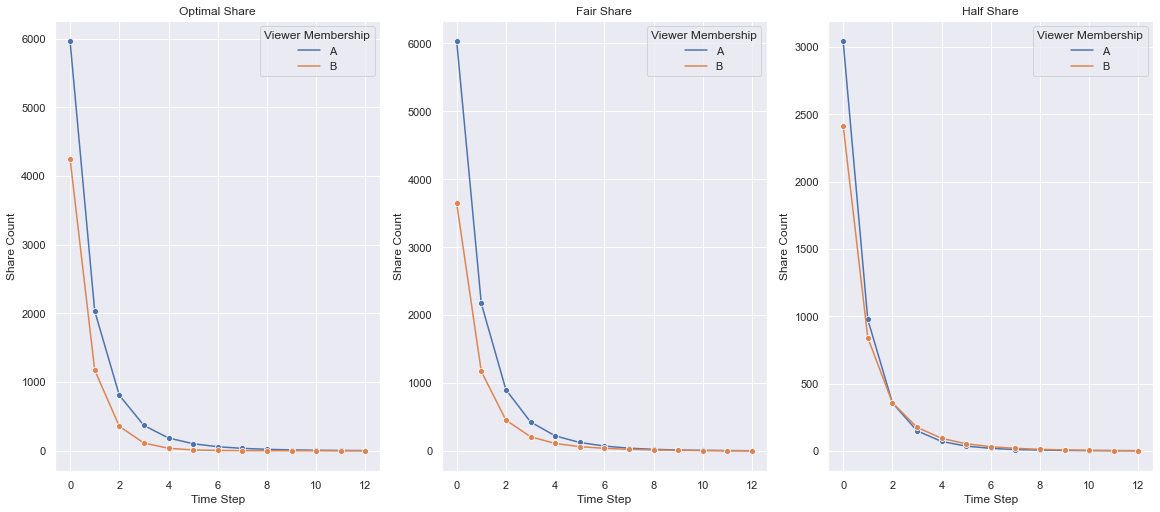 Optimal Share
Viewer Membership
A
B
6000
5000
4000
3000
2000
1000
0
Share Count
0 2 4 6 8 10 12
Time Step
Fair Share
Viewer Membership
A
B
6000
5000
4000
3000
2000
1000
0
Share Count
0 2 4 6 8 10 12
Time Step
Half Share
Viewer Membership
A
B
3000
2500
2000
1500
1000
500
0
Share Count
0 2 4 6 8 10 12
Time Step